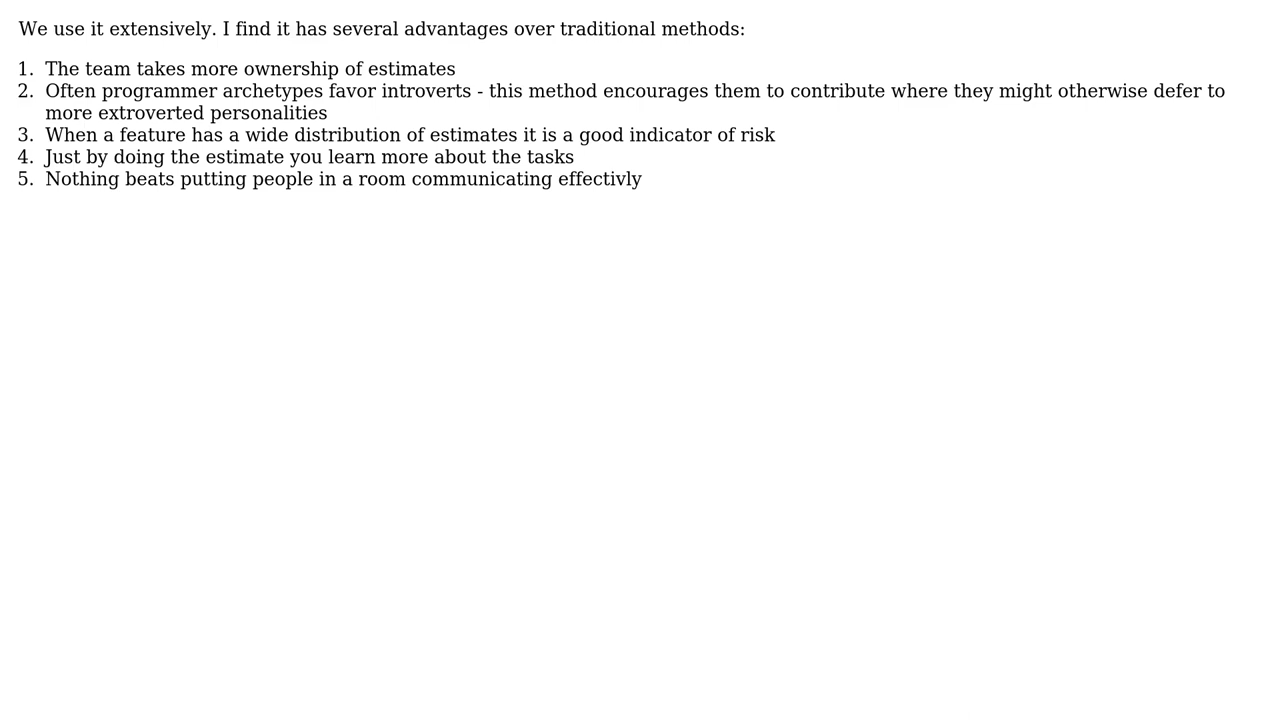 We use it extensively. I find it has several advantages over traditional methods:
1. The team takes more ownership of estimates
2. Often programmer archetypes favor introverts - this method encourages them to contribute where they might otherwise defer to
more extroverted personalities
3. When a feature has a wide distribution of estimates it is a good indicator of risk
4. Just by doing the estimate you learn more about the tasks
5. Nothing beats putting people in a room communicating effectivly